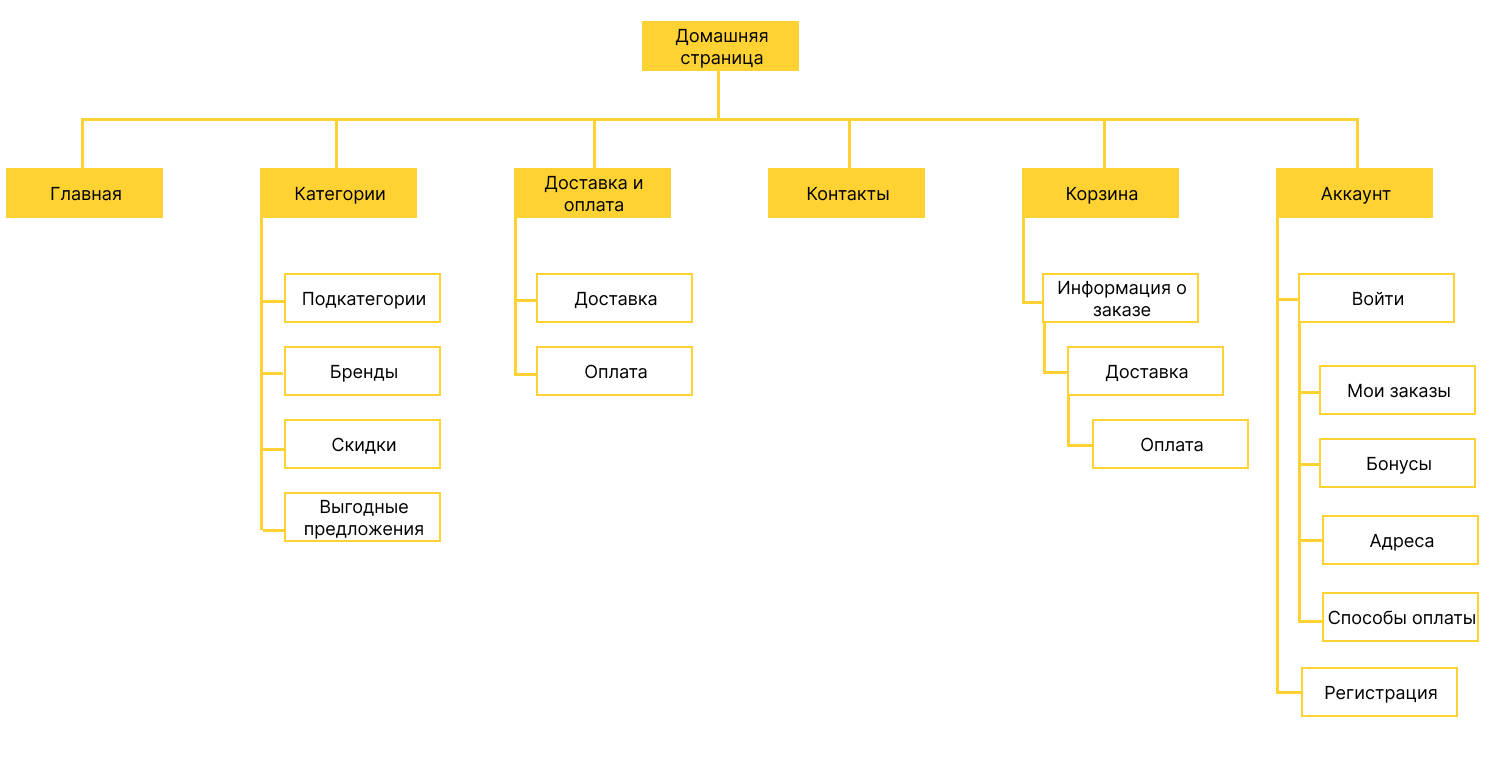 Домашняя
страница
Главная
Категории
Доставка и
оплата
Контакты
Корзина
Аккаунт
Подкатегории
Бренды
Скидки
Выгодные
предложения
Доставка
Оплата
Информация о
заказе
Доставка
Оплата
Войти
Мои заказы
Бонусы
Адреса
Способы оплаты
Регистрация